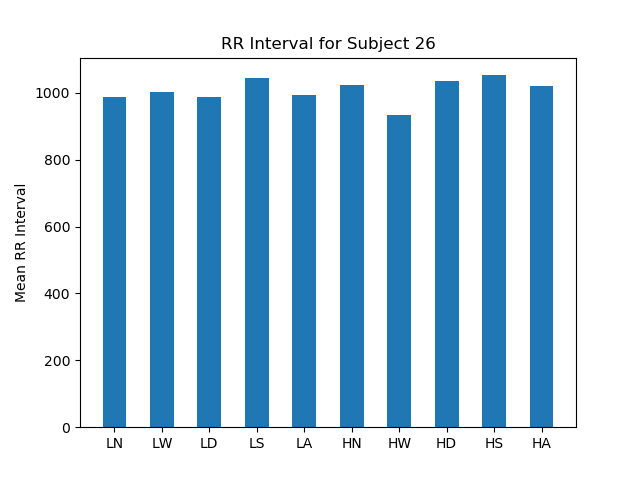 RR Interval for Subject 26
Mean RR Interval
1000
800
600
400
200
0
LN LW LD LS LA HN HW HD HS HA